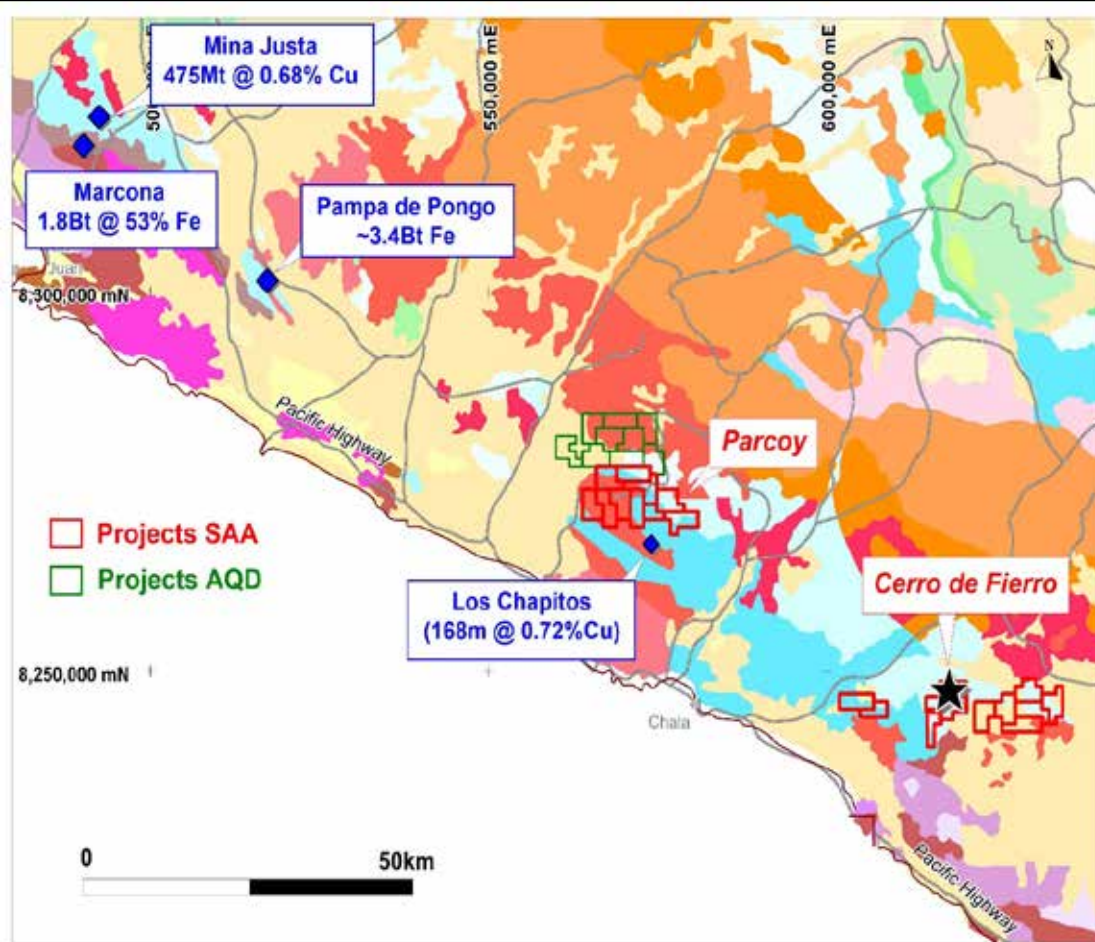 Mina Justa
475Mt @ 0.68% Cu
550,000 mE
600,000 mE
N
Marcona
1.8Bt @ 53% Fe
Pampa de Pongo
~3.4Bt Fe
Juan
8,300,000 mN
Pacific Highway
Parcoy
Projects SAA
Projects AQD
Los Chapitos
(168m @ 0.72%Cu)
Cerro de Fierro
8,250,000 mN
Chala
0
50km
Pacific Highway